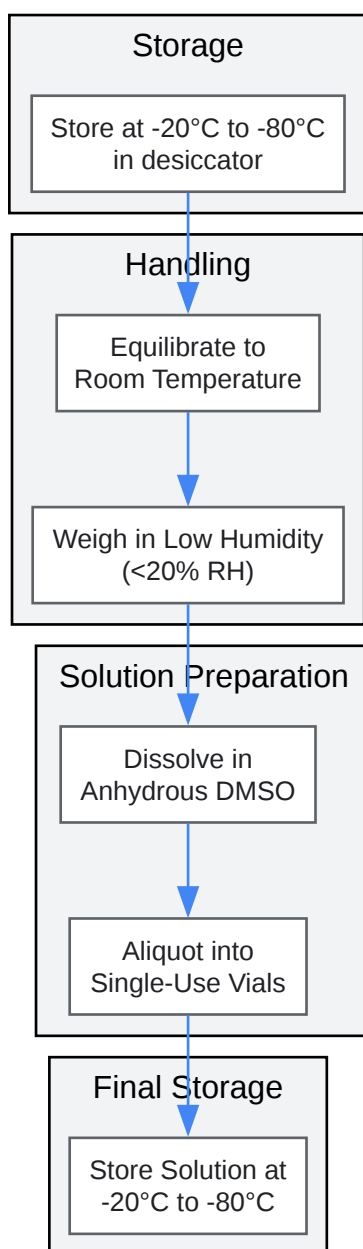 Storage
Store at -20°C to -80°C
in desiccator
Handling
Equilibrate to
Room Temperature
Weigh in Low Humidity
(<20% RH)
Solution Preparation
Dissolve in
Anhydrous DMSO
Aliquot into
Single-Use Vials
Final Storage
Store Solution at
-20°C to -80°C